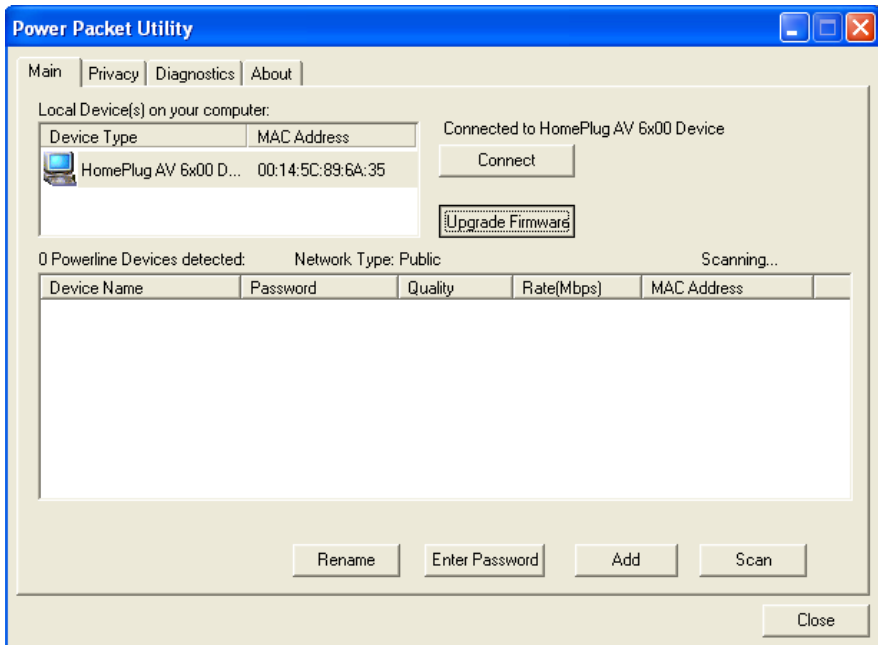 Power Packet Utility
Main Privacy Diagnostics About
Local Device(s) on your computer:
Device Type MAC Address
HomePlug AV 6x00 D... 00:14:5C:89:6A:35
Connected to HomePlug AV 6x00 Device
Connect
Upgrade Firmware
0 Powerline Devices detected: Network Type: Public Scanning...
Device Name Password Quality Rate(Mbps) MAC Address
Rename Enter Password Add Scan
Close